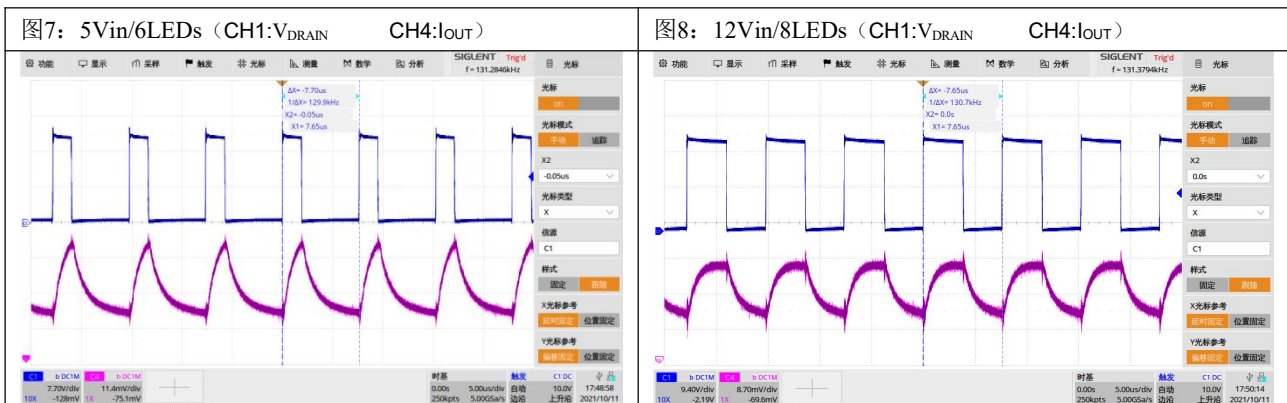 图7：5Vin/6LEDs（CH1:VDRAIN CH4:IOUT）
功能 显示 采样 触发 光标 测量 数学 分析 SIGLENT Trig'd
f = 131.2846kHz
光标
ΔX= -7.70us
1/ΔX= 129.9kHz
X2= -0.05us
X1= 7.65us
光标
on
光标模式
手动 追踪
X2
-0.05us
光标类型
X
信源
C1
样式
固定 跟随
X光标参考
延时固定 位置固定
Y光标参考
偏移固定 位置固定
C1 b DC1M C4 b DC1M
7.70V/div 11.4mV/div
10X -128mV 1X -75.1mV
时基
0.00s 5.00us/div
250kpts 5.00GSa/s
触发 C1 DC
自动 10.0V
边沿 上升沿
17:48:58
2021/10/11
图8：12Vin/8LEDs（CH1:VDRAIN CH4:IOUT）
功能 显示 采样 触发 光标 测量 数学 分析 SIGLENT Trig'd
f = 131.3794kHz
光标
ΔX= -7.65us
1/ΔX= 130.7kHz
X2= 0.0s
X1= 7.65us
光标
on
光标模式
手动 追踪
X2
0.0s
光标类型
X
信源
C1
样式
固定 跟随
X光标参考
延时固定 位置固定
Y光标参考
偏移固定 位置固定
C1 b DC1M C4 b DC1M
9.40V/div 8.70mV/div
10X -2.19V 1X -69.6mV
时基
0.00s 5.00us/div
250kpts 5.00GSa/s
触发 C1 DC
自动 10.0V
边沿 上升沿
17:50:14
2021/10/11